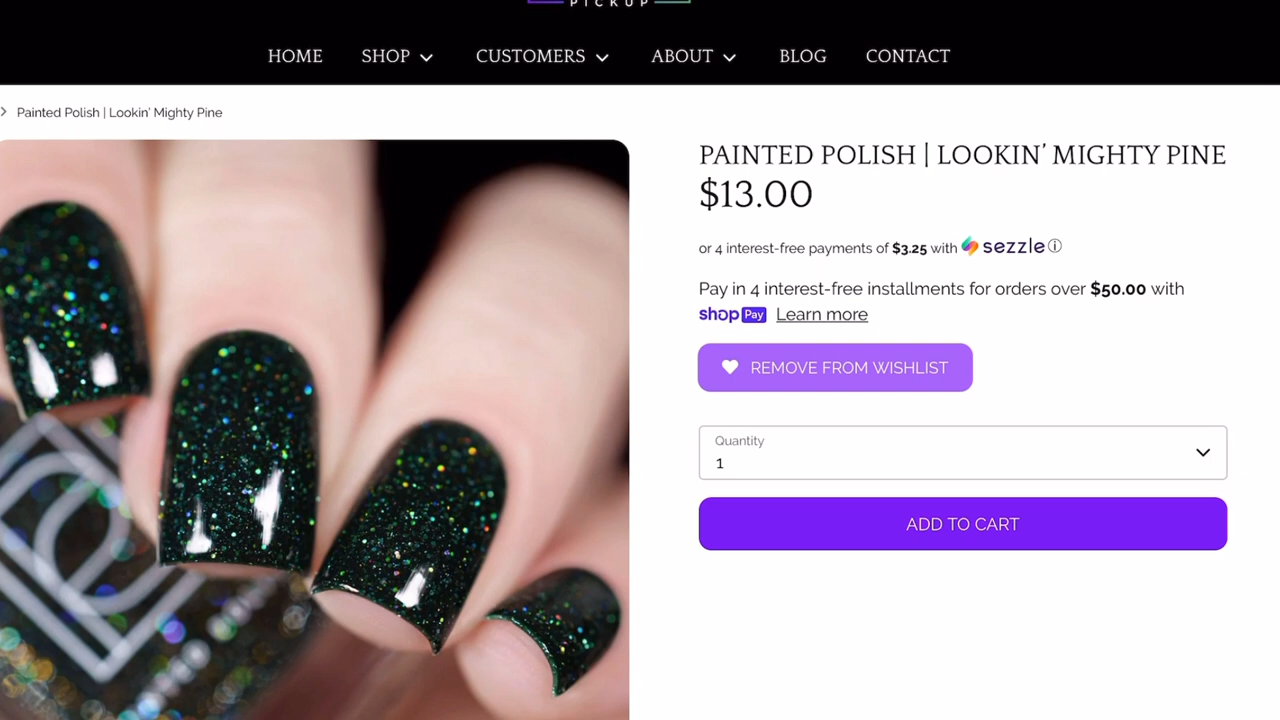 PICKUP
HOME SHOP CUSTOMERS ABOUT BLOG CONTACT
Painted Polish | Lookin’ Mighty Pine
PAINTED POLISH | LOOKIN’ MIGHTY PINE
$13.00
or 4 interest-free payments of $3.25 with sezzle
Pay in 4 interest-free installments for orders over $50.00 with
shop Pay Learn more
REMOVE FROM WISHLIST
Quantity
1
ADD TO CART